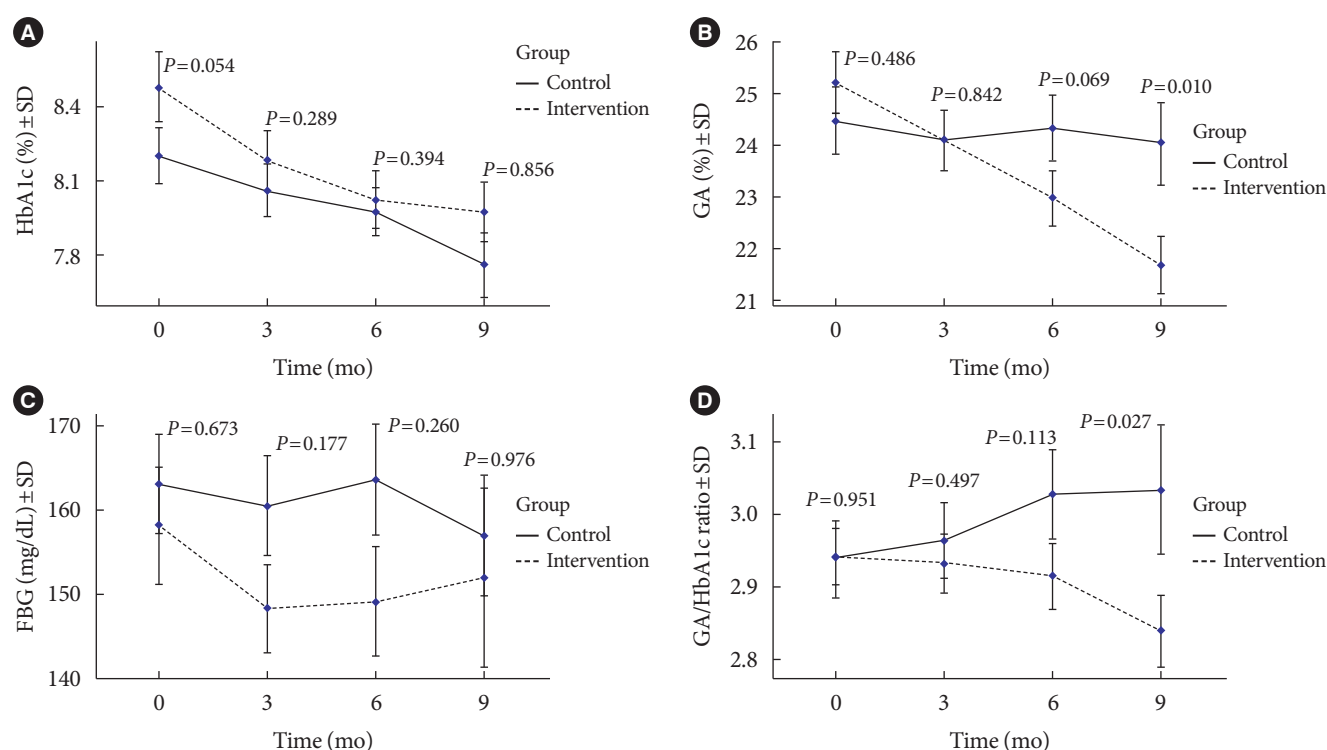 A
HbA1c (%)±SD
8.4
8.1
7.8
P=0.054
P=0.289
P=0.394
P=0.856
Group
Control
Intervention
0 3 6 9
Time (mo)
B
GA (%)±SD
26
25
24
23
22
21
P=0.486
P=0.842
P=0.069
P=0.010
Group
Control
Intervention
0 3 6 9
Time (mo)
C
FBG (mg/dL)±SD
170
160
150
140
P=0.673
P=0.177
P=0.260
P=0.976
Group
Control
Intervention
0 3 6 9
Time (mo)
D
GA/HbA1c ratio±SD
3.1
3.0
2.9
2.8
P=0.951
P=0.497
P=0.113
P=0.027
Group
Control
Intervention
0 3 6 9
Time (mo)